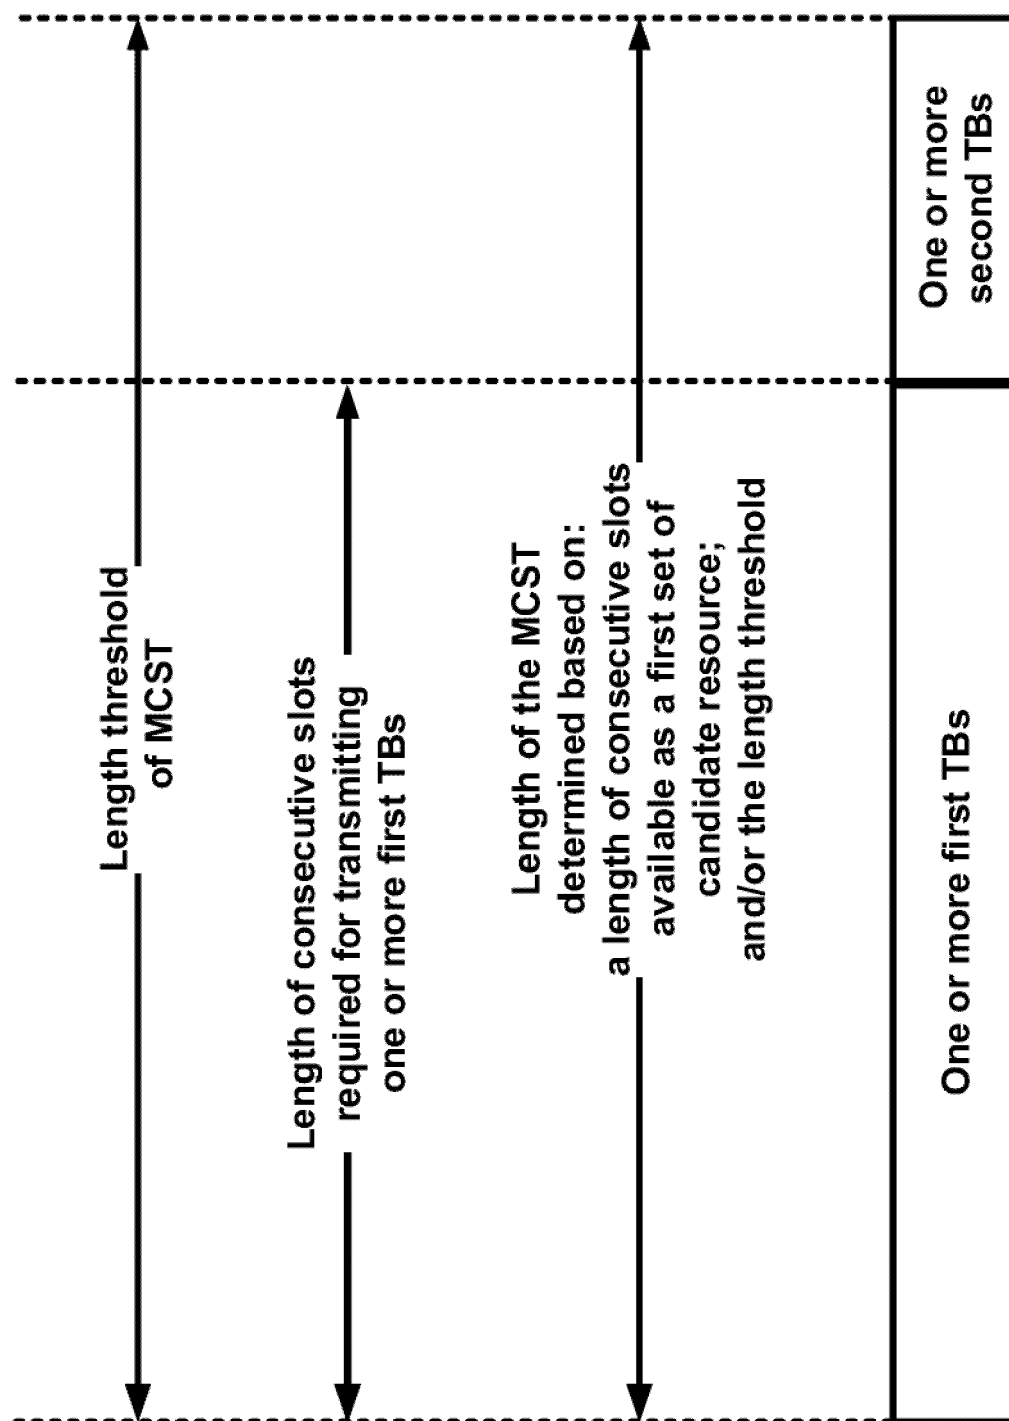 Length threshold
of MCST
Length of consecutive slots
required for transmitting
one or more first TBs
Length of the MCST
determined based on:
a length of consecutive slots
available as a first set of
candidate resource;
and/or the length threshold
One or more first TBs
One or more
second TBs